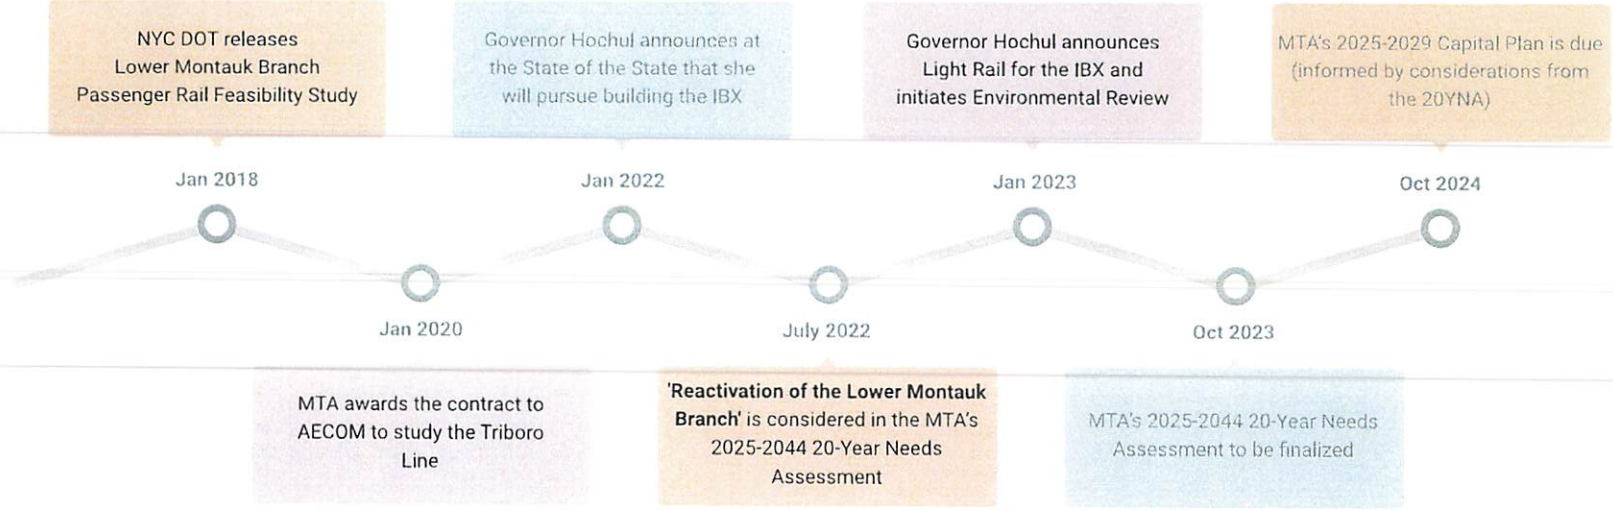 NYC DOT releases
Lower Montauk Branch
Passenger Rail Feasibility Study
Jan 2018
Jan 2020
MTA awards the contract to
AECOM to study the Triboro
Line
Governor Hochul announces at
the State of the State that she
will pursue building the IBX
Jan 2022
July 2022
'Reactivation of the Lower Montauk
Branch' is considered in the MTA's
2025-2044 20-Year Needs
Assessment
Governor Hochul announces
Light Rail for the IBX and
initiates Environmental Review
Jan 2023
Oct 2023
MTA's 2025-2044 20-Year Needs
Assessment to be finalized
MTA's 2025-2029 Capital Plan is due
(informed by considerations from
the 20YNA)
Oct 2024